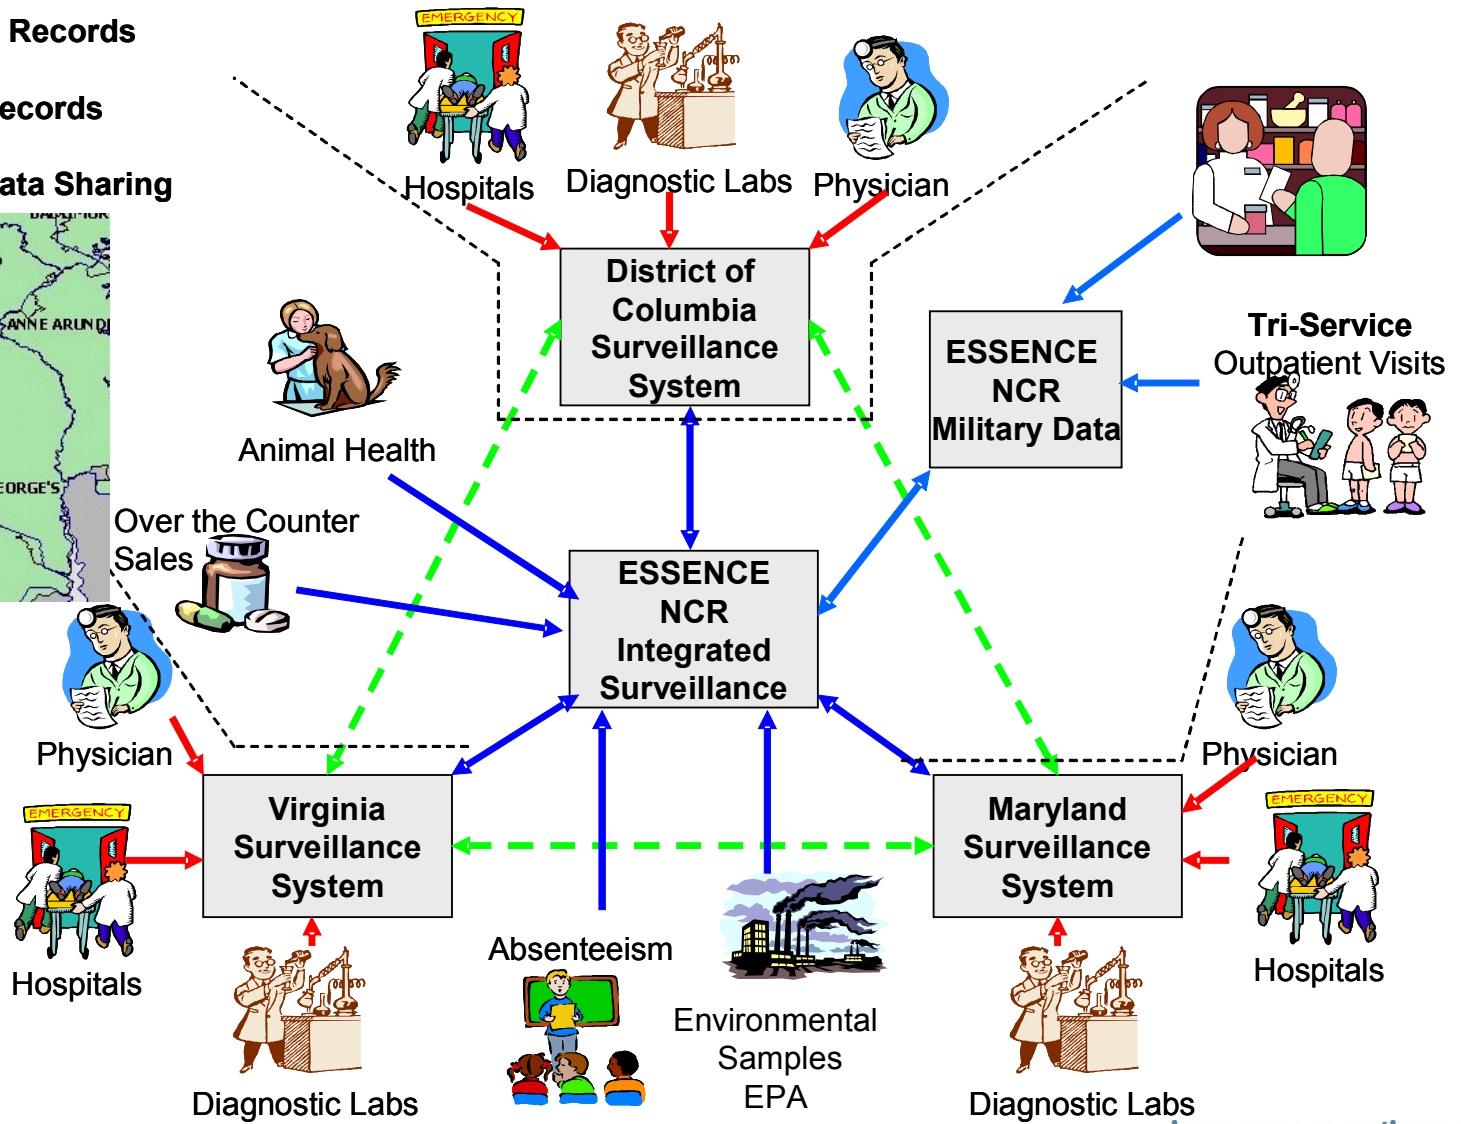 Records
ecords
ata Sharing
ANNE ARUND
EORGE'S
EMERGENCY
Hospitals
Diagnostic Labs
Physician
District of
Columbia
Surveillance
System
ESSENCE
NCR
Military Data
Tri-Service
Outpatient Visits
Animal Health
Over the Counter
Sales
ESSENCE
NCR
Integrated
Surveillance
Physician
Physician
EMERGENCY
Hospitals
Virginia
Surveillance
System
Maryland
Surveillance
System
EMERGENCY
Hospitals
Absenteeism
Environmental
Samples
EPA
Diagnostic Labs
Diagnostic Labs